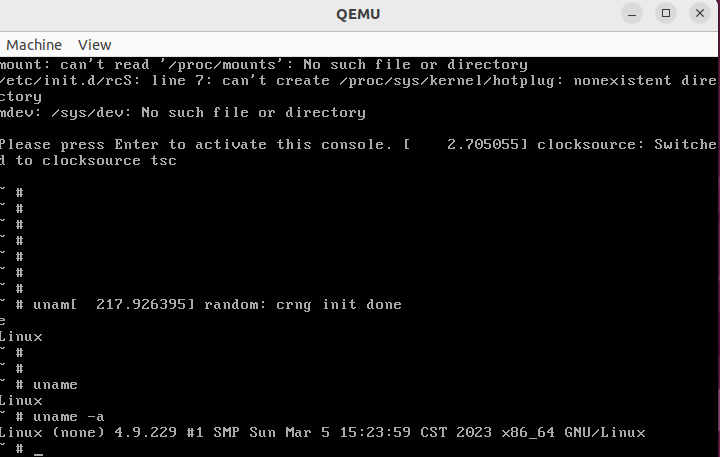 QEMU
Machine View
mount: can't read '/proc/mounts': No such file or directory
/etc/init.d/rcS: line 7: can't create /proc/sys/kernel/hotplug: nonexistent dire
ctory
mdev: /sys/dev: No such file or directory
Please press Enter to activate this console. [    2.705055] clocksource: Switche
d to clocksource tsc
~ #
~ #
~ #
~ #
~ #
~ #
~ #
~ # unam[  217.926395] random: crng init done
e
Linux
~ #
~ #
~ # uname
Linux
~ # uname -a
Linux (none) 4.9.229 #1 SMP Sun Mar 5 15:23:59 CST 2023 x86_64 GNU/Linux
~ # _